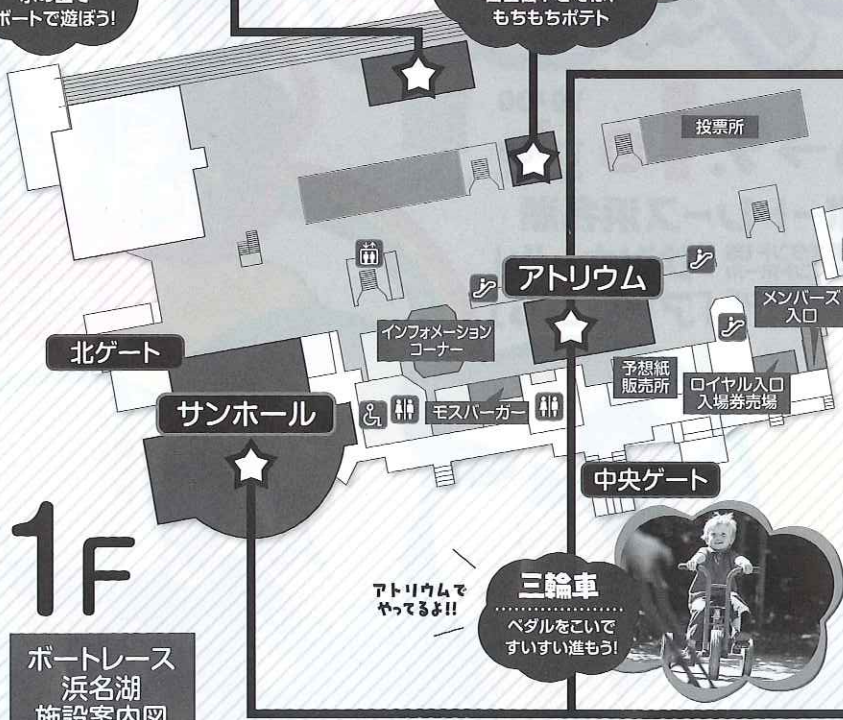 ボートで遊ぼう!
もちもちポテト
投票所
アトリウム
メンバーズ
入口
インフォメーション
コーナー
北ゲート
予想紙
販売所
ロイヤル入口
入場券売場
サンホール
モスバーガー
中央ゲート
1F
アトリウムで
やってるよ!!
三輪車
ペダルをこいで
すいすい進もう!
ボートレース
浜名湖
施設案内図